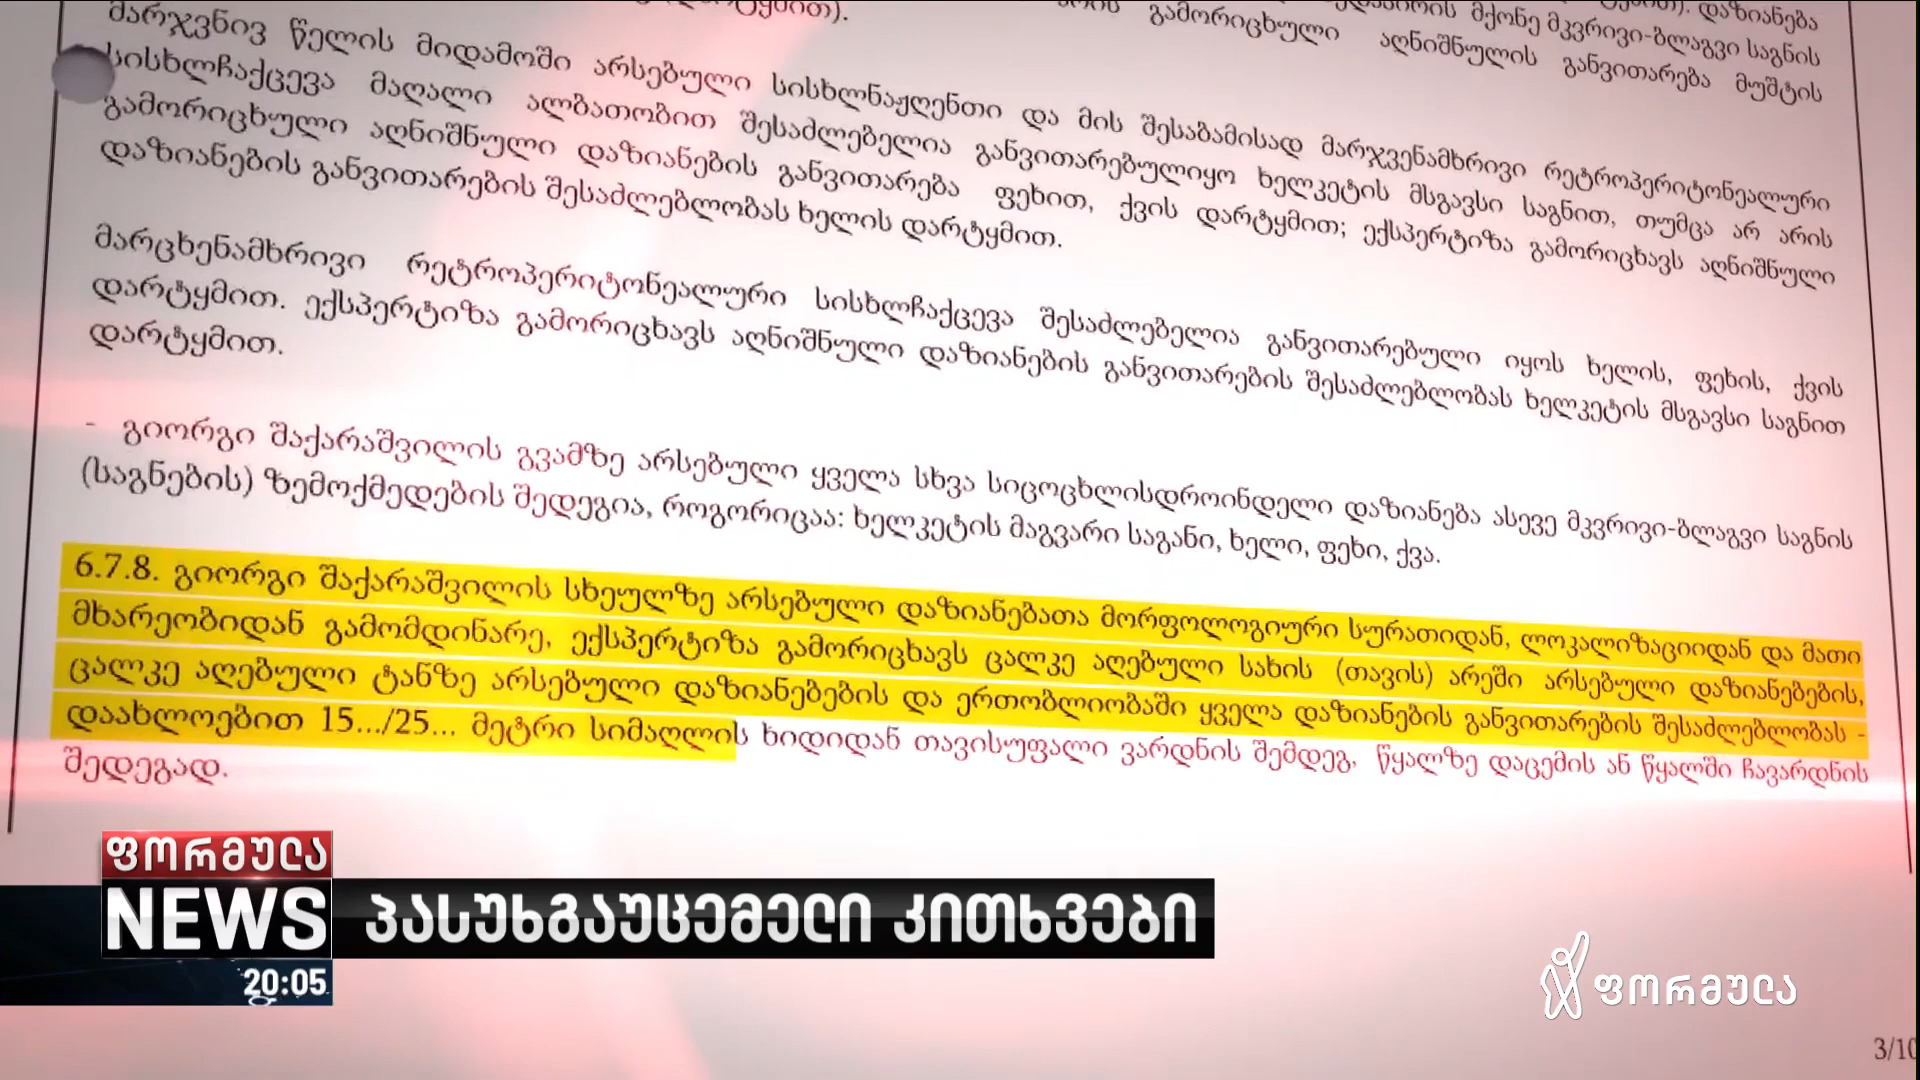 გამორიცხული აღნიშნულის განვითარება მუშტის
მარჯვნივ წელის მიდამოში არსებული სისხლნაჟღენთი და მის შესაბამისად მარჯვენამხრივი რეტროპერიტონეალური
სისხლჩაქცევა მაღალი ალბათობით შესაძლებელია განვითარებულიყო ხელკეტის მსგავსი საგნით, თუმცა არ არის
გამორიცხული აღნიშნული დაზიანების განვითარება ფეხით, ქვის დარტყმით; ექსპერტიზა გამორიცხავს აღნიშნული
დაზიანების განვითარების შესაძლებლობას ხელის დარტყმით.
მარცხენამხრივი რეტროპერიტონეალური სისხლჩაქცევა შესაძლებელია განვითარებული იყოს ხელის, ფეხის, ქვის
დარტყმით. ექსპერტიზა გამორიცხავს აღნიშნული დაზიანების განვითარების შესაძლებლობას ხელკეტის მსგავსი საგნით
დარტყმით.
- გიორგი შაქარაშვილის გვამზე არსებული ყველა სხვა სიცოცხლისდროინდელი დაზიანება ასევე მკვრივი-ბლაგვი საგნის
(საგნების) ზემოქმედების შედეგია, როგორიცაა: ხელკეტის მაგვარი საგანი, ხელი, ფეხი, ქვა.
6.7.8. გიორგი შაქარაშვილის სხეულზე არსებული დაზიანებათა მორფოლოგიური სურათიდან, ლოკალიზაციიდან და მათი
მხარეობიდან გამომდინარე, ექსპერტიზა გამორიცხავს ცალკე აღებული სახის (თავის) არეში არსებული დაზიანებების,
ცალკე აღებული ტანზე არსებული დაზიანებების და ერთობლიობაში ყველა დაზიანების განვითარების შესაძლებლობას -
დაახლოებით 15.../25... მეტრი სიმაღლის ხიდიდან თავისუფალი ვარდნის შემდეგ, წყალზე დაცემის ან წყალში ჩავარდნის
შედეგად.
ფორმულა
NEWS
პასუხგაუცემელი კითხვები
20:05
ფორმულა
3/10